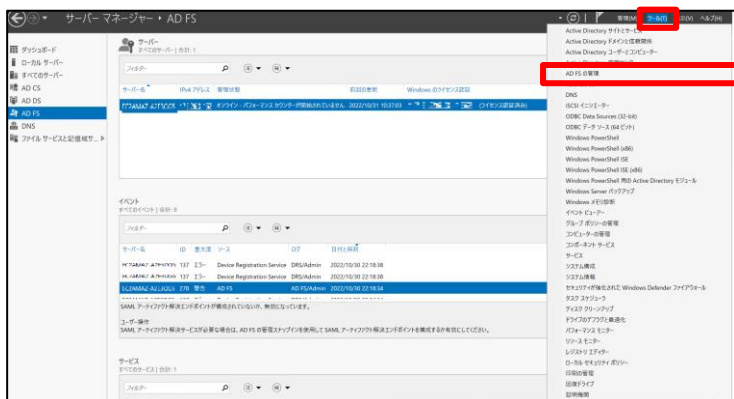 サーバー マネージャー ・ AD FS
管理(M) ツール(T) 表示(V) ヘルプ(H)
ダッシュボード
ローカル サーバー
すべてのサーバー
AD CS
AD DS
AD FS
DNS
ファイル サービスと記憶域サ...
サーバー
すべてのサーバー | 合計: 1
フィルター
サーバー名 IPv4 アドレス 管理状態 前回の更新 Windows のライセンス認証
オンライン - パフォーマンス カウンターが開始されていません 2022/10/31 10:37:03 (ライセンス認証済み)
イベント
すべてのイベント | 合計: 9
フィルター
サーバー名 ID 重大度 ソース ログ 日付と時刻
137 エラー Device Registration Service DRS/Admin 2022/10/30 22:18:38
137 エラー Device Registration Service DRS/Admin 2022/10/30 22:18:38
276 警告 AD FS AD FS/Admin 2022/10/30 22:18:34
SAML アーティファクト解決エンドポイントが構成されていないか、無効になっています。
ユーザー操作
SAML アーティファクト解決サービスが必要な場合は、AD FS の管理スナップインを使用して SAML アーティファクト解決エンドポイントを構成するか有効にしてください。
サービス
すべてのサービス | 合計: 1
フィルター
Active Directory サイトとサービス
Active Directory ドメインと信頼関係
Active Directory ユーザーとコンピューター
AD FS の管理
DNS
iSCSI イニシエーター
ODBC Data Sources (32-bit)
ODBC データ ソース (64 ビット)
Windows PowerShell
Windows PowerShell (x86)
Windows PowerShell ISE
Windows PowerShell ISE (x86)
Windows PowerShell 用の Active Directory モジュール
Windows Server バックアップ
Windows メモリ診断
イベント ビューアー
グループ ポリシーの管理
コンピューターの管理
コンポーネント サービス
サービス
システム構成
システム情報
セキュリティが強化された Windows Defender ファイアウォール
タスク スケジューラ
ディスク クリーンアップ
ドライブのデフラグと最適化
パフォーマンス モニター
リソース モニター
レジストリ エディター
ローカル セキュリティ ポリシー
印刷の管理
回復ドライブ
証明機関